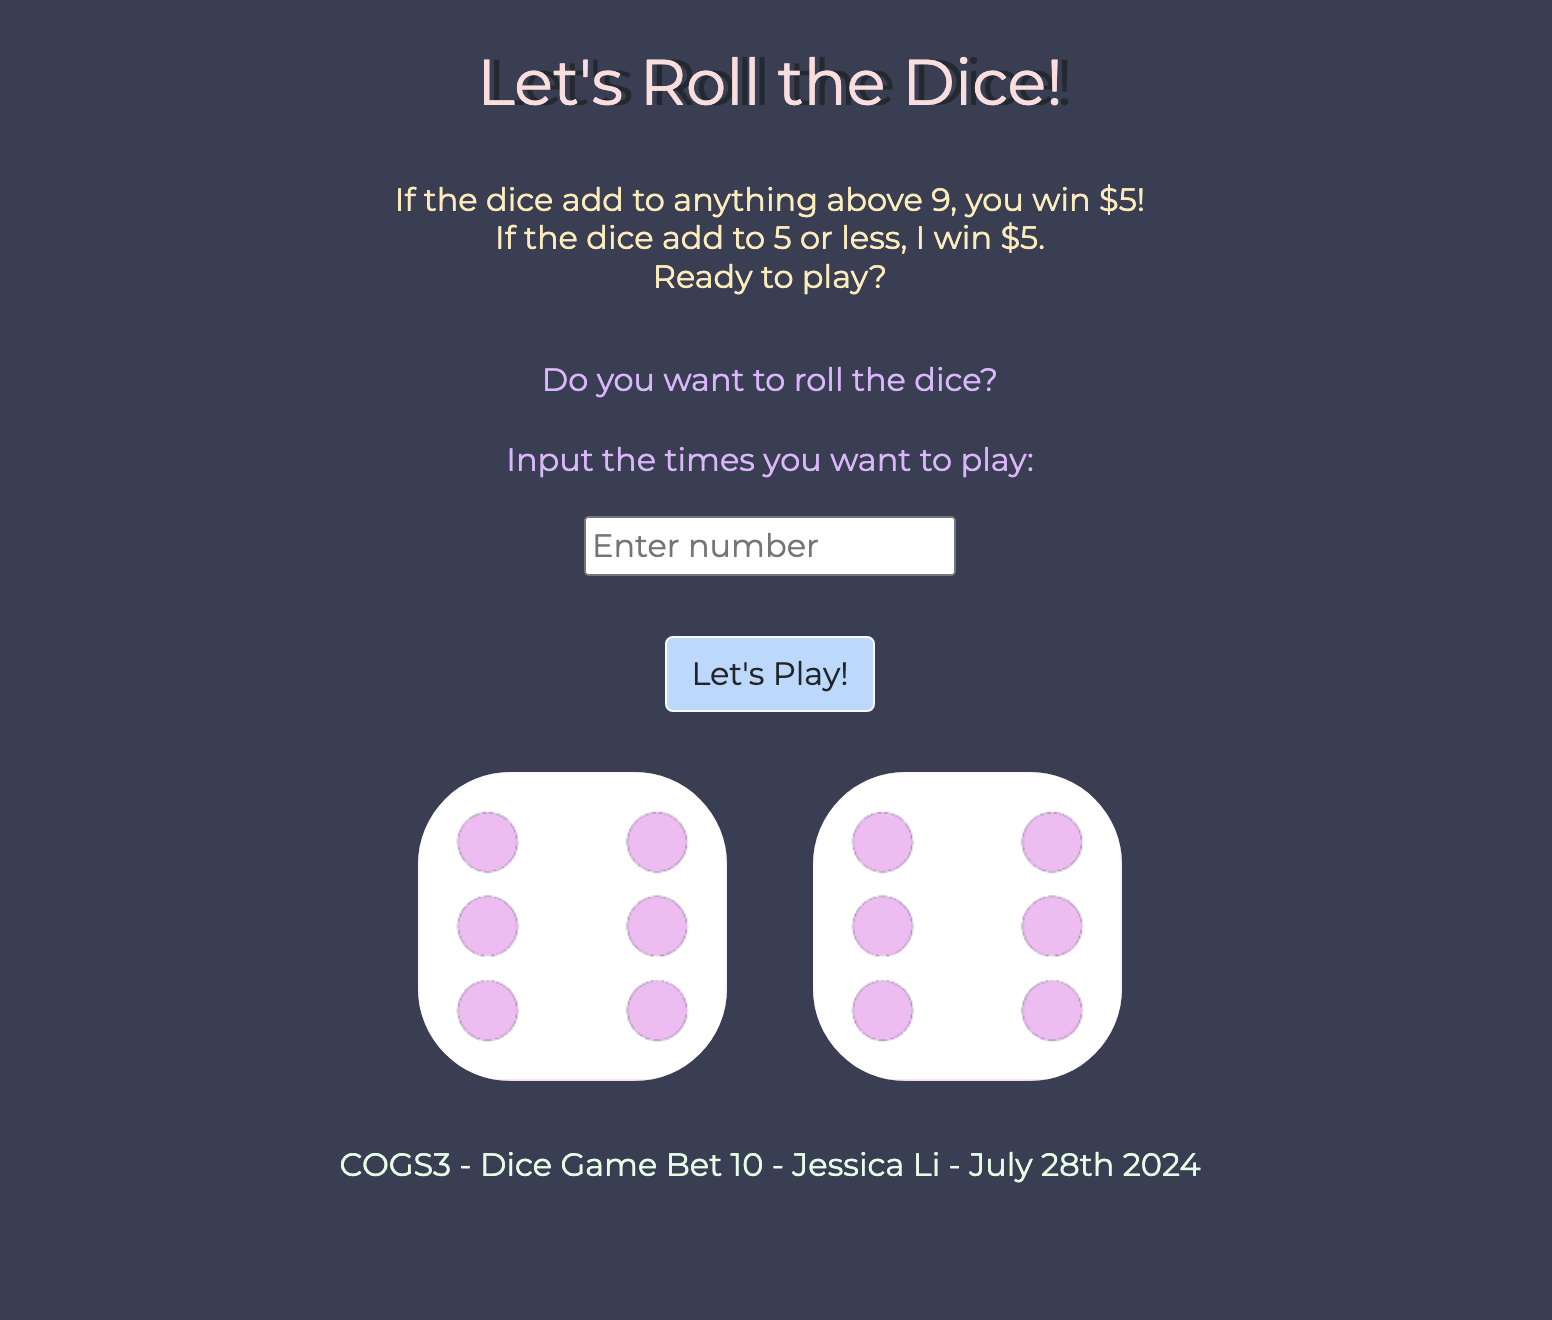 Let's Roll the Dice!
If the dice add to anything above 9, you win $5!
If the dice add to 5 or less, I win $5.
Ready to play?
Do you want to roll the dice?
Input the times you want to play:
Enter number
Let's Play!
COGS3 - Dice Game Bet 10 - Jessica Li - July 28th 2024